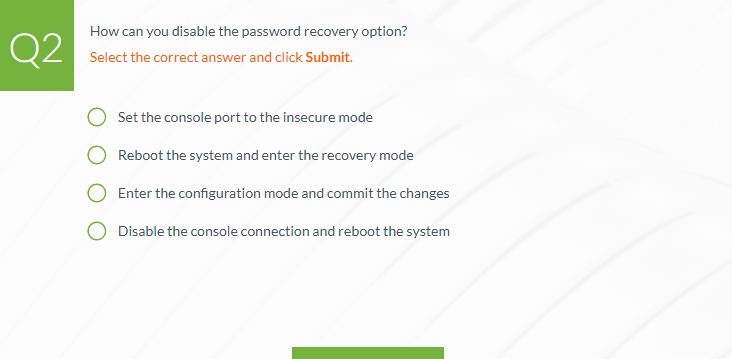 Q2
How can you disable the password recovery option?
Select the correct answer and click Submit.
Set the console port to the insecure mode
Reboot the system and enter the recovery mode
Enter the configuration mode and commit the changes
Disable the console connection and reboot the system